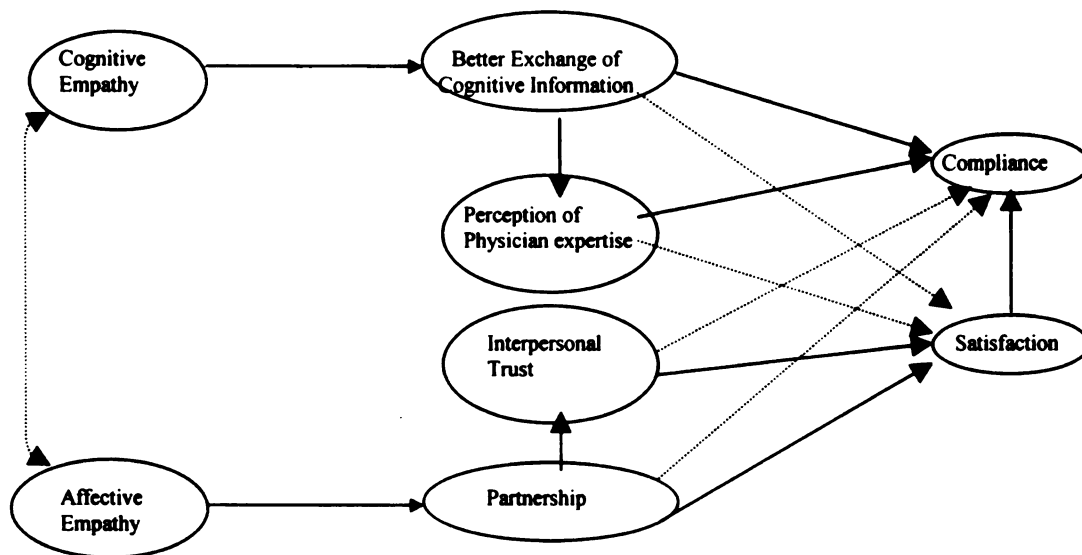 Cognitive
Empathy
Better Exchange of
Cognitive Information
Compliance
Perception of
Physician expertise
Interpersonal
Trust
Satisfaction
Affective
Empathy
Partnership